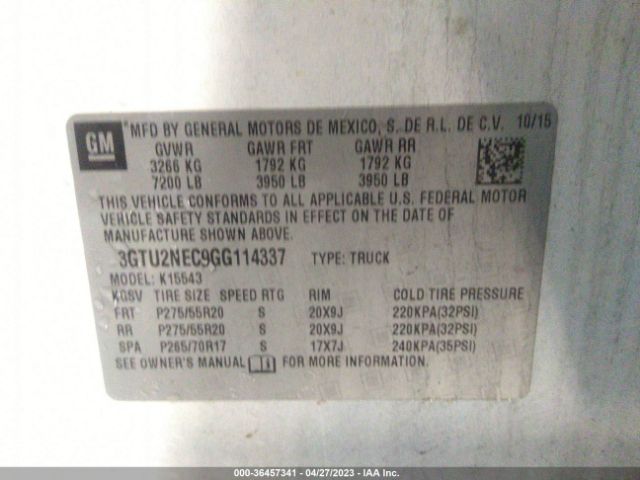 GM ® MFD BY GENERAL MOTORS DE MEXICO, S. DE R.L. DE C.V. 10/15
GVWR GAWR FRT GAWR RR
3266 KG 1792 KG 1792 KG
7200 LB 3950 LB 3950 LB
THIS VEHICLE CONFORMS TO ALL APPLICABLE U.S. FEDERAL MOTOR
VEHICLE SAFETY STANDARDS IN EFFECT ON THE DATE OF
MANUFACTURE SHOWN ABOVE.
3GTU2NEC9GG114337 TYPE: TRUCK
MODEL: K15543
KGSV TIRE SIZE SPEED RTG RIM COLD TIRE PRESSURE
FRT P275/55R20 S 20X9J 220KPA(32PSI)
RR P275/55R20 S 20X9J 220KPA(32PSI)
SPA P265/70R17 S 17X7J 240KPA(35PSI)
SEE OWNER'S MANUAL FOR MORE INFORMATION.
000-36457341 - 04/27/2023 - IAA Inc.